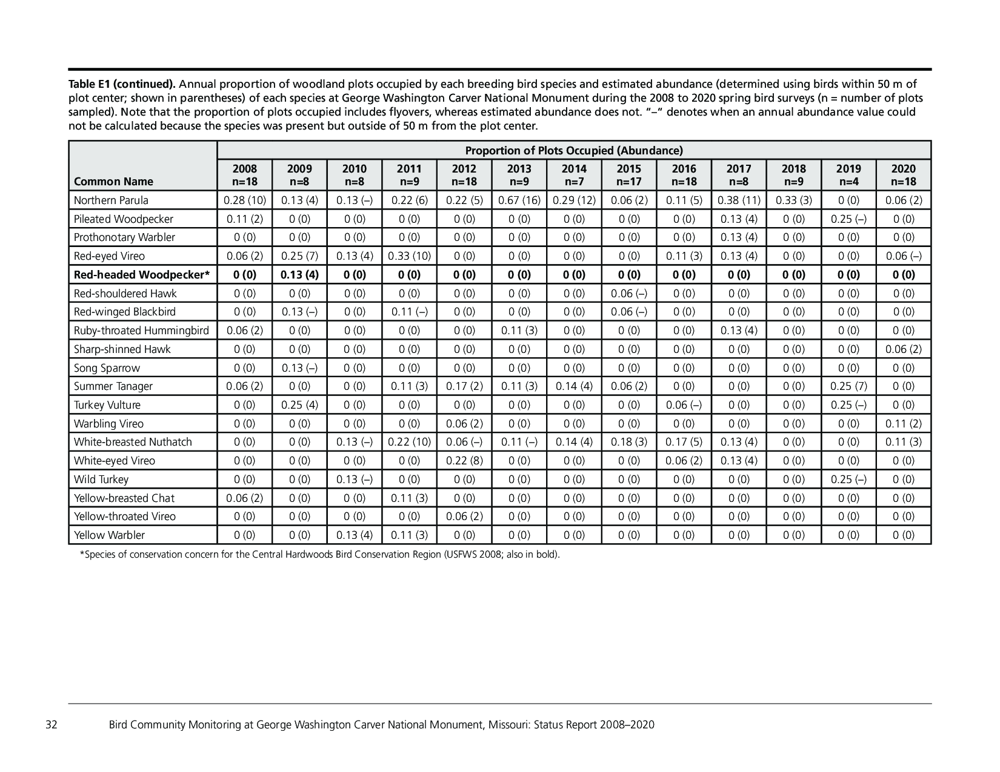 Table E1 (continued). Annual proportion of woodland plots occupied by each breeding bird species and estimated abundance (determined using birds within 50 m of
plot center; shown in parentheses) of each species at George Washington Carver National Monument during the 2008 to 2020 spring bird surveys (n = number of plots
sampled). Note that the proportion of plots occupied includes flyovers, whereas estimated abundance does not. "–" denotes when an annual abundance value could
not be calculated because the species was present but outside of 50 m from the plot center.
Proportion of Plots Occupied (Abundance)
2008 2009 2010 2011 2012 2013 2014 2015 2016 2017 2018 2019 2020
Common Name n=18 n=8 n=8 n=9 n=18 n=9 n=7 n=17 n=18 n=8 n=9 n=4 n=18
Northern Parula 0.28 (10) 0.13 (4) 0.13 (–) 0.22 (6) 0.22 (5) 0.67 (16) 0.29 (12) 0.06 (2) 0.11 (5) 0.38 (11) 0.33 (3) 0 (0) 0.06 (2)
Pileated Woodpecker 0.11 (2) 0 (0) 0 (0) 0 (0) 0 (0) 0 (0) 0 (0) 0 (0) 0 (0) 0.13 (4) 0 (0) 0.25 (–) 0 (0)
Prothonotary Warbler 0 (0) 0 (0) 0 (0) 0 (0) 0 (0) 0 (0) 0 (0) 0 (0) 0 (0) 0.13 (4) 0 (0) 0 (0) 0 (0)
Red-eyed Vireo 0.06 (2) 0.25 (7) 0.13 (4) 0.33 (10) 0 (0) 0 (0) 0 (0) 0 (0) 0.11 (3) 0.13 (4) 0 (0) 0 (0) 0.06 (–)
Red-headed Woodpecker* 0 (0) 0.13 (4) 0 (0) 0 (0) 0 (0) 0 (0) 0 (0) 0 (0) 0 (0) 0 (0) 0 (0) 0 (0) 0 (0)
Red-shouldered Hawk 0 (0) 0 (0) 0 (0) 0 (0) 0 (0) 0 (0) 0 (0) 0.06 (–) 0 (0) 0 (0) 0 (0) 0 (0) 0 (0)
Red-winged Blackbird 0 (0) 0.13 (–) 0 (0) 0.11 (–) 0 (0) 0 (0) 0 (0) 0.06 (–) 0 (0) 0 (0) 0 (0) 0 (0) 0 (0)
Ruby-throated Hummingbird 0.06 (2) 0 (0) 0 (0) 0 (0) 0 (0) 0.11 (3) 0 (0) 0 (0) 0 (0) 0.13 (4) 0 (0) 0 (0) 0 (0)
Sharp-shinned Hawk 0 (0) 0 (0) 0 (0) 0 (0) 0 (0) 0 (0) 0 (0) 0 (0) 0 (0) 0 (0) 0 (0) 0 (0) 0.06 (2)
Song Sparrow 0 (0) 0.13 (–) 0 (0) 0 (0) 0 (0) 0 (0) 0 (0) 0 (0) 0 (0) 0 (0) 0 (0) 0 (0) 0 (0)
Summer Tanager 0.06 (2) 0 (0) 0 (0) 0.11 (3) 0.17 (2) 0.11 (3) 0.14 (4) 0.06 (2) 0 (0) 0 (0) 0 (0) 0.25 (7) 0 (0)
Turkey Vulture 0 (0) 0.25 (4) 0 (0) 0 (0) 0 (0) 0 (0) 0 (0) 0 (0) 0.06 (–) 0 (0) 0 (0) 0.25 (–) 0 (0)
Warbling Vireo 0 (0) 0 (0) 0 (0) 0 (0) 0.06 (2) 0 (0) 0 (0) 0 (0) 0 (0) 0 (0) 0 (0) 0 (0) 0.11 (2)
White-breasted Nuthatch 0 (0) 0 (0) 0.13 (–) 0.22 (10) 0.06 (–) 0.11 (–) 0.14 (4) 0.18 (3) 0.17 (5) 0.13 (4) 0 (0) 0 (0) 0.11 (3)
White-eyed Vireo 0 (0) 0 (0) 0 (0) 0 (0) 0.22 (8) 0 (0) 0 (0) 0 (0) 0.06 (2) 0.13 (4) 0 (0) 0 (0) 0 (0)
Wild Turkey 0 (0) 0 (0) 0.13 (–) 0 (0) 0 (0) 0 (0) 0 (0) 0 (0) 0 (0) 0 (0) 0 (0) 0.25 (–) 0 (0)
Yellow-breasted Chat 0.06 (2) 0 (0) 0 (0) 0.11 (3) 0 (0) 0 (0) 0 (0) 0 (0) 0 (0) 0 (0) 0 (0) 0 (0) 0 (0)
Yellow-throated Vireo 0 (0) 0 (0) 0 (0) 0 (0) 0.06 (2) 0 (0) 0 (0) 0 (0) 0 (0) 0 (0) 0 (0) 0 (0) 0 (0)
Yellow Warbler 0 (0) 0 (0) 0.13 (4) 0.11 (3) 0 (0) 0 (0) 0 (0) 0 (0) 0 (0) 0 (0) 0 (0) 0 (0) 0 (0)
*Species of conservation concern for the Central Hardwoods Bird Conservation Region (USFWS 2008; also in bold).
32 Bird Community Monitoring at George Washington Carver National Monument, Missouri: Status Report 2008–2020